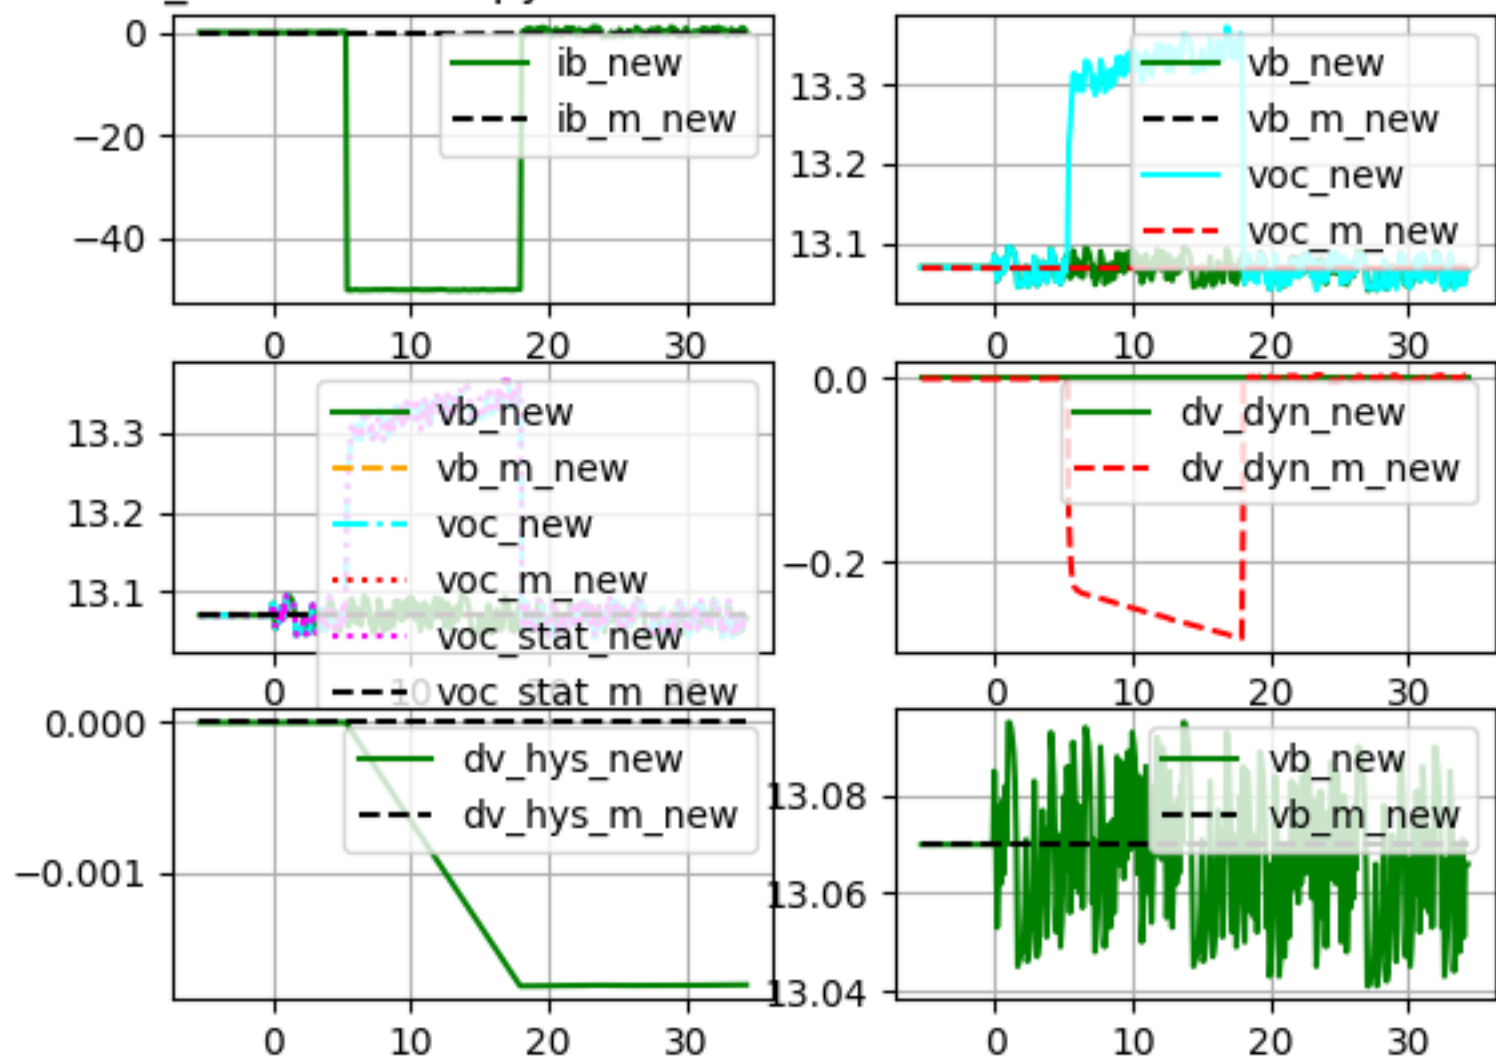 0
−20
−40
ib_new
ib_m_new
0 10 20 30
13.3
13.2
13.1
vb_new
vb_m_new
voc_new
voc_m_new
0 10 20 30
13.3
13.2
13.1
vb_new
vb_m_new
voc_new
voc_m_new
voc_stat_new
voc_stat_m_new
0 10 20 30
0.0
−0.2
dv_dyn_new
dv_dyn_m_new
0 10 20 30
0.000
−0.001
dv_hys_new
dv_hys_m_new
0 10 20 30
13.08
13.06
13.04
vb_new
vb_m_new
0 10 20 30